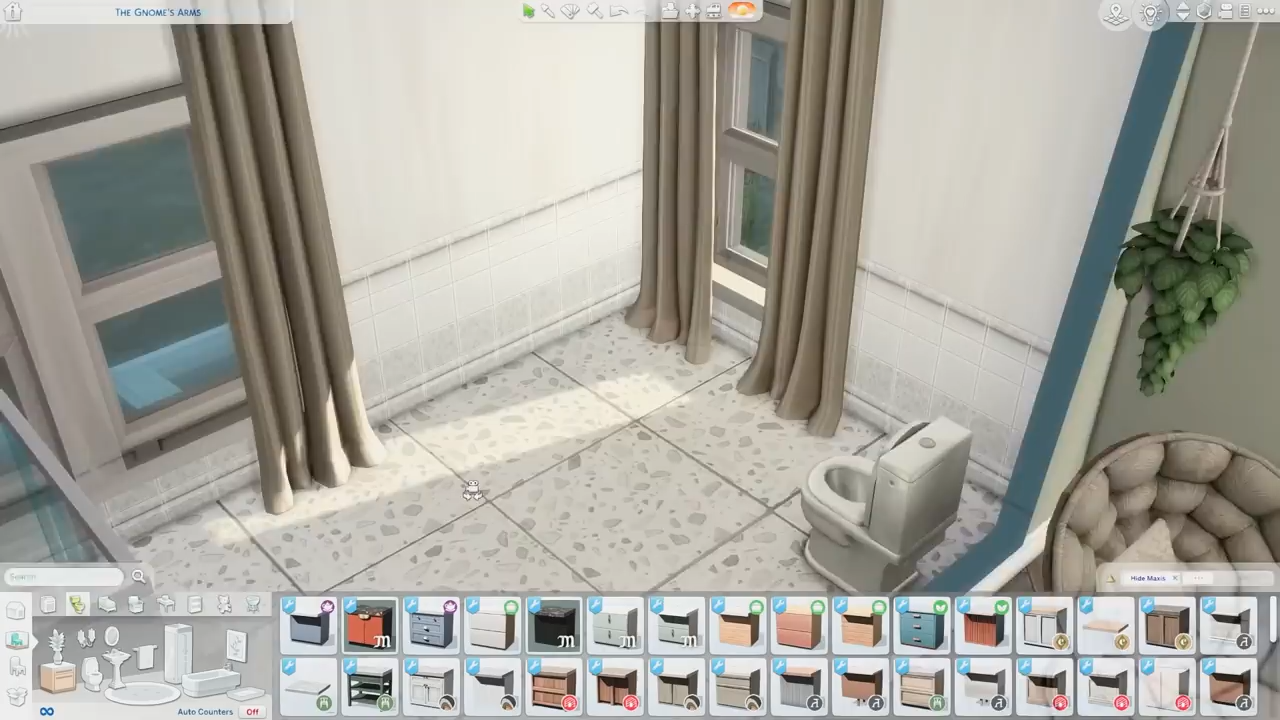 THE GNOME'S ARMS
Search
Hide Maxis X
Auto Counters Off